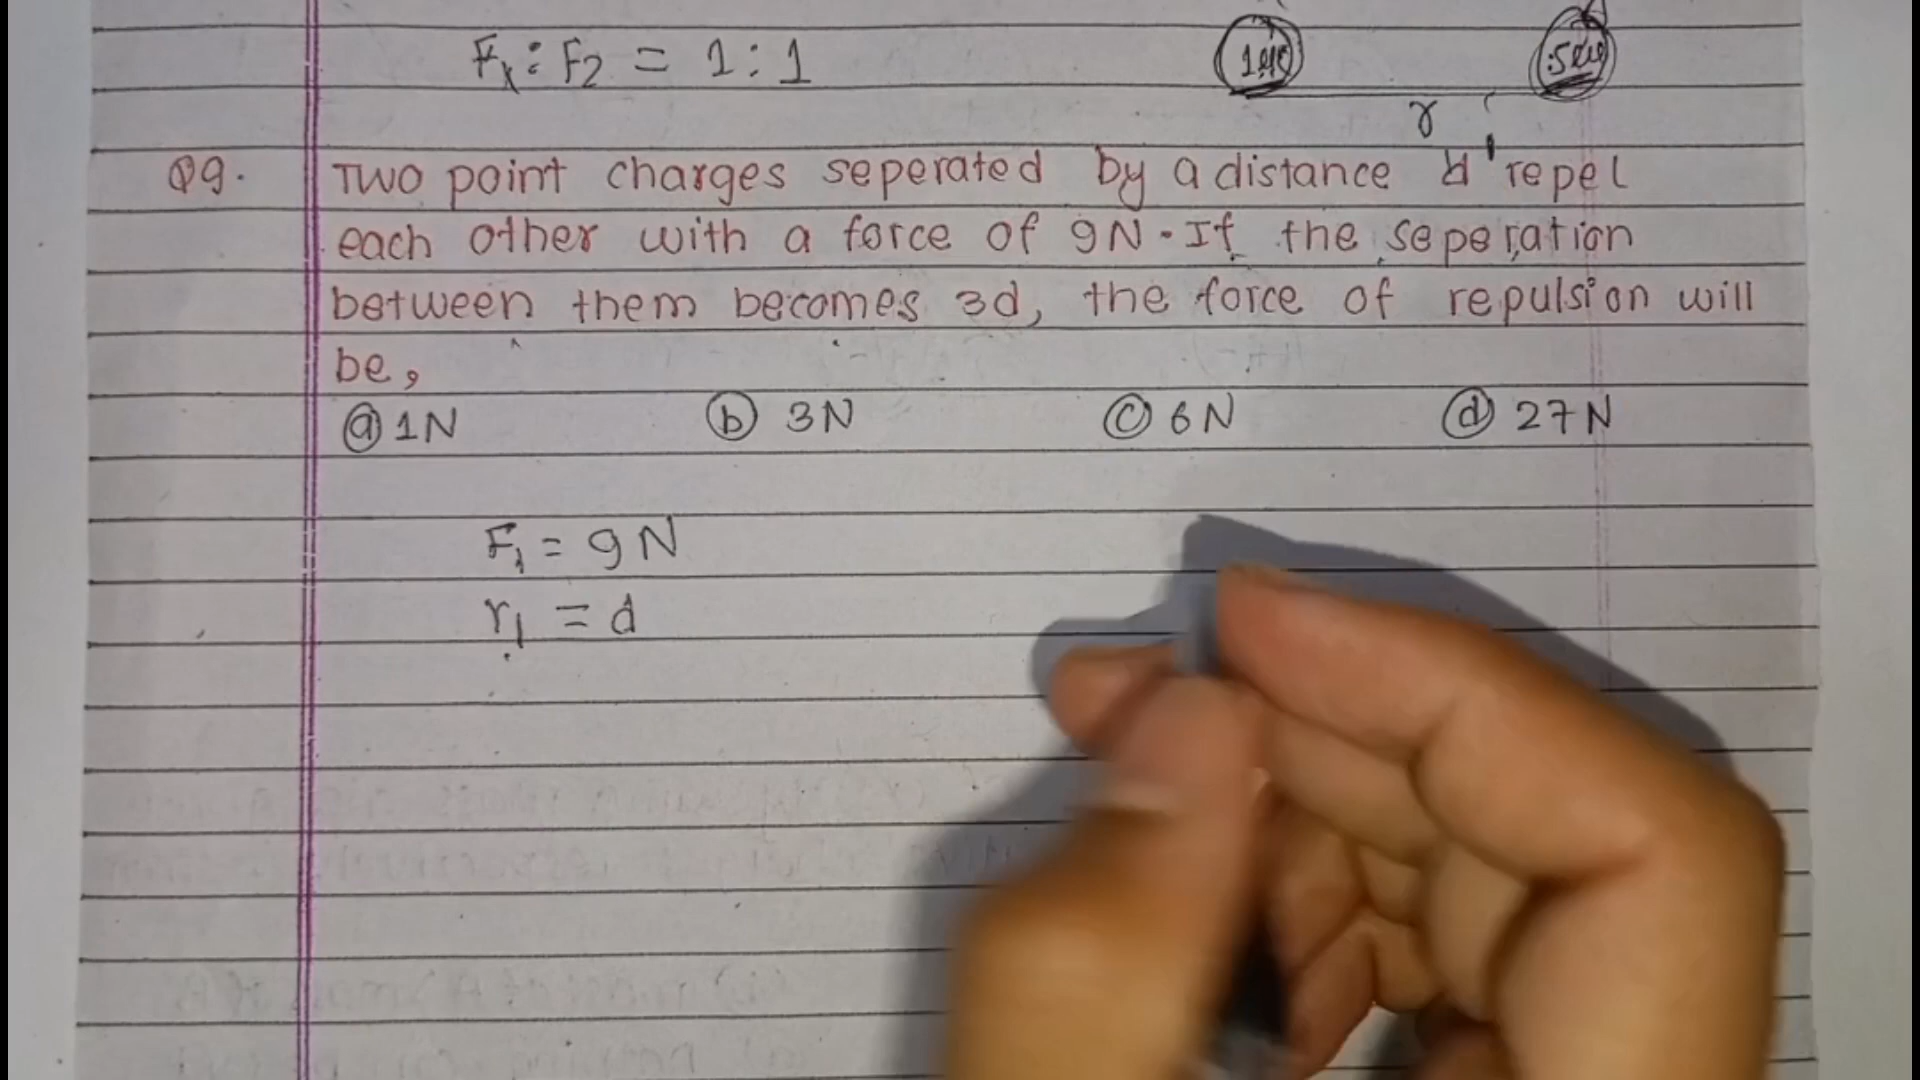 F₁ : F2 = 1 : 1
r
Q9. Two point charges seperated by a distance 'd' repel
each other with a force of 9N. If the seperation
between them becomes 3d, the force of repulsion will
be,
ⓐ 1N ⓑ 3N ⓒ 6N ⓓ 27N
F₁ = 9N
r₁ = d